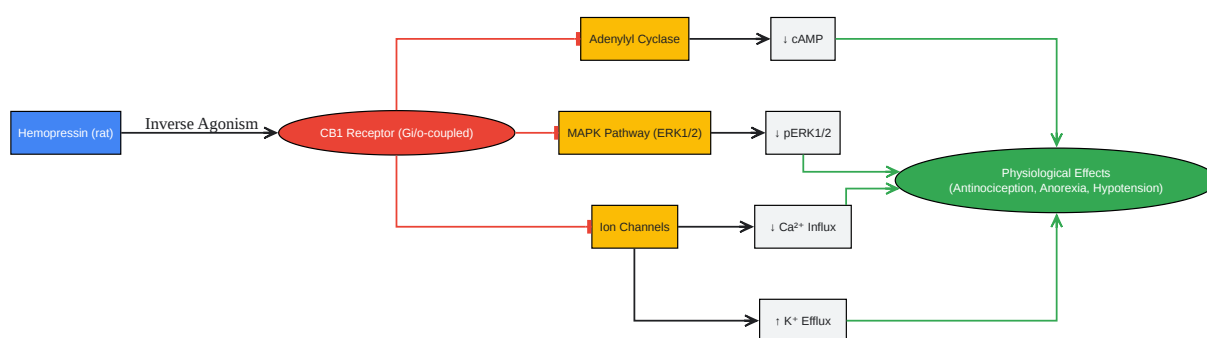 Hemopressin (rat)
Inverse Agonism
CB1 Receptor (Gi/o-coupled)
Adenylyl Cyclase
↓ cAMP
MAPK Pathway (ERK1/2)
↓ pERK1/2
Ion Channels
↓ Ca²⁺ Influx
↑ K⁺ Efflux
Physiological Effects
(Antinociception, Anorexia, Hypotension)